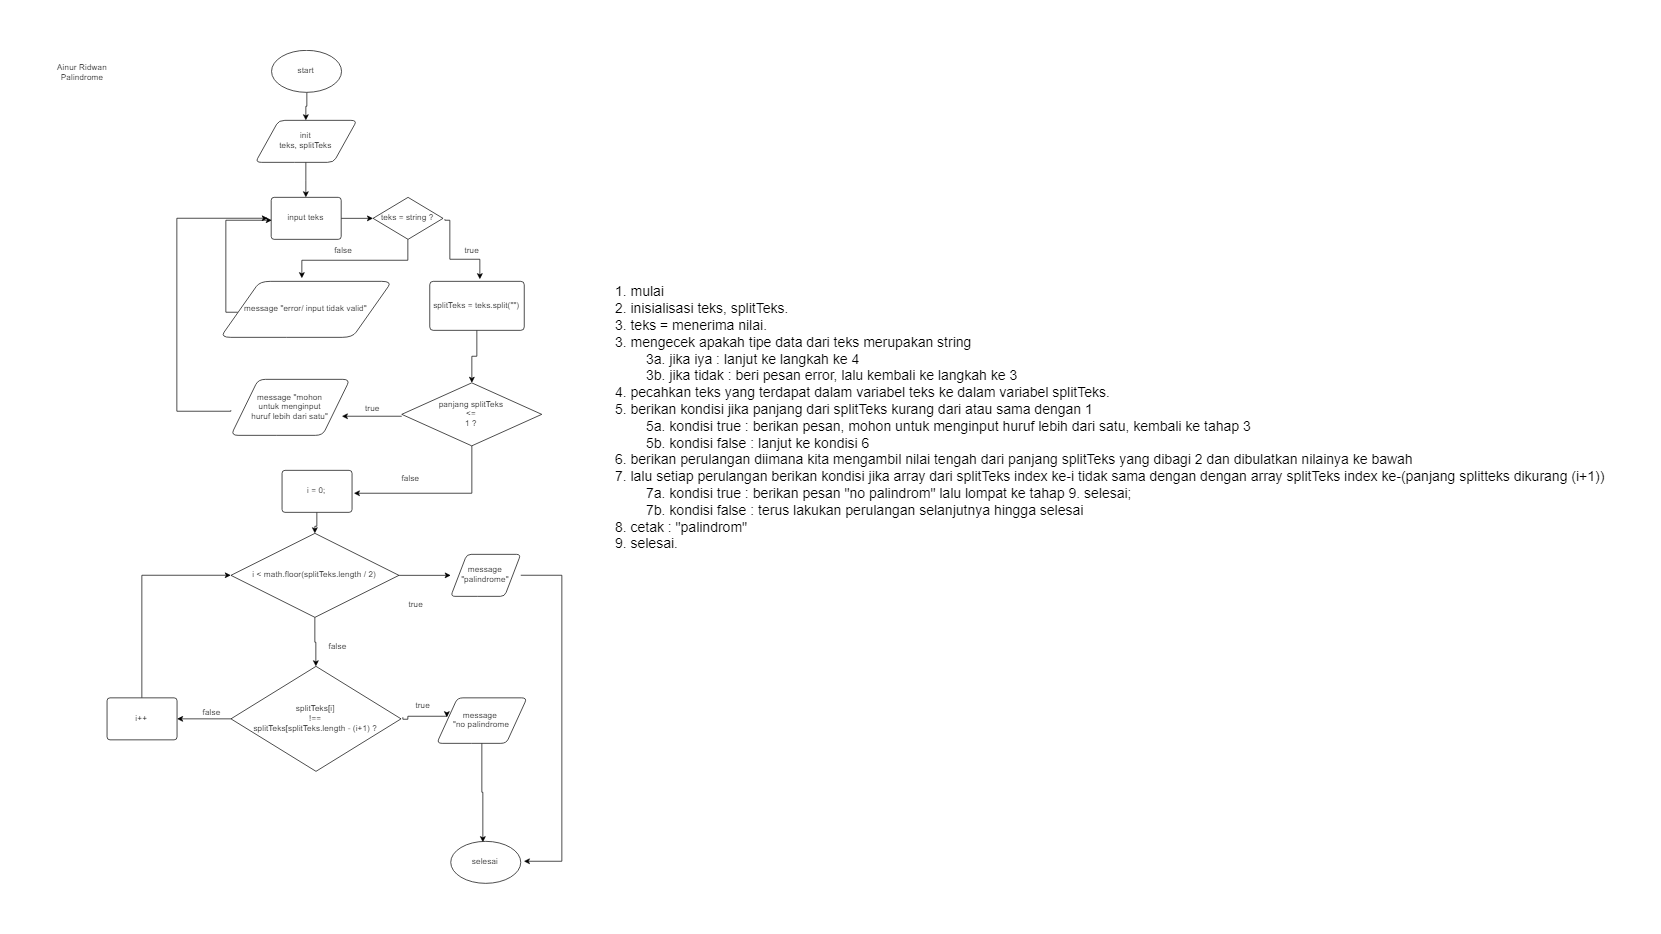 Ainur Ridwan
Palindrome
start
init
teks, splitTeks
input teks
teks = string ?
false
true
message "error/ input tidak valid"
splitTeks = teks.split("")
message "mohon
untuk menginput
huruf lebih dari satu"
true
panjang splitTeks
<=
1 ?
false
i = 0;
i < math.floor(splitTeks.length / 2)
message
"palindrome"
true
false
splitTeks[i]
!==
splitTeks[splitTeks.length - (i+1) ?
false
i++
true
message
"no palindrome
selesai
1. mulai
2. inisialisasi teks, splitTeks.
3. teks = menerima nilai.
3. mengecek apakah tipe data dari teks merupakan string
3a. jika iya : lanjut ke langkah ke 4
3b. jika tidak : beri pesan error, lalu kembali ke langkah ke 3
4. pecahkan teks yang terdapat dalam variabel teks ke dalam variabel splitTeks.
5. berikan kondisi jika panjang dari splitTeks kurang dari atau sama dengan 1
5a. kondisi true : berikan pesan, mohon untuk menginput huruf lebih dari satu, kembali ke tahap 3
5b. kondisi false : lanjut ke kondisi 6
6. berikan perulangan diimana kita mengambil nilai tengah dari panjang splitTeks yang dibagi 2 dan dibulatkan nilainya ke bawah
7. lalu setiap perulangan berikan kondisi jika array dari splitTeks index ke-i tidak sama dengan dengan array splitTeks index ke-(panjang splitteks dikurang (i+1))
7a. kondisi true : berikan pesan "no palindrom" lalu lompat ke tahap 9. selesai;
7b. kondisi false : terus lakukan perulangan selanjutnya hingga selesai
8. cetak : "palindrom"
9. selesai.